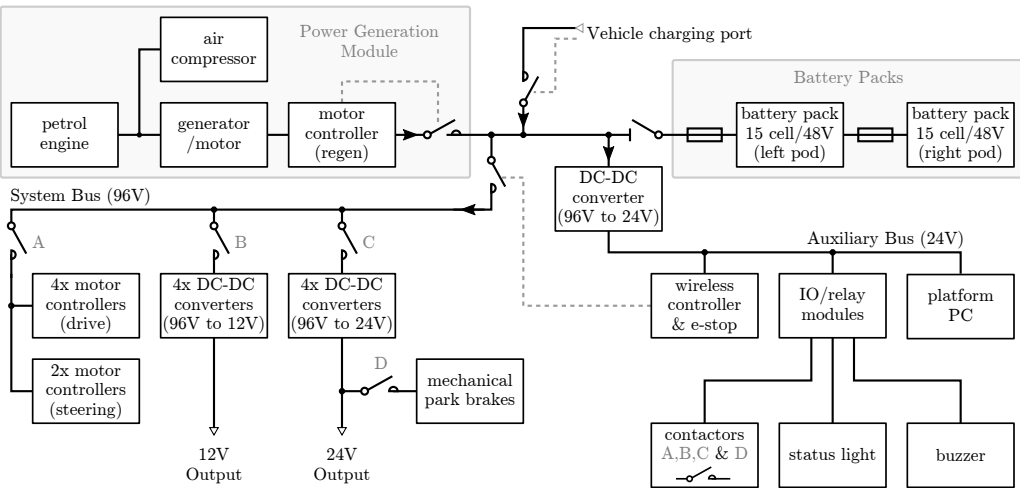 air
compressor
Power Generation
Module
Vehicle charging port
Battery Packs
petrol
engine
generator
/motor
motor
controller
(regen)
battery pack
15 cell/48V
(left pod)
battery pack
15 cell/48V
(right pod)
DC-DC
converter
(96V to 24V)
System Bus (96V)
A
B
C
Auxiliary Bus (24V)
4x motor
controllers
(drive)
4x DC-DC
converters
(96V to 12V)
4x DC-DC
converters
(96V to 24V)
wireless
controller
& e-stop
IO/relay
modules
platform
PC
2x motor
controllers
(steering)
D
mechanical
park brakes
12V
Output
24V
Output
contactors
A,B,C & D
status light
buzzer